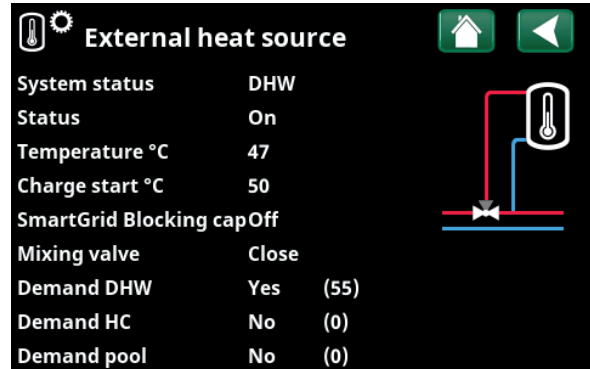 External heat source
System status DHW
Status On
Temperature °C 47
Charge start °C 50
SmartGrid Blocking cap Off
Mixing valve Close
Demand DHW Yes (55)
Demand HC No (0)
Demand pool No (0)